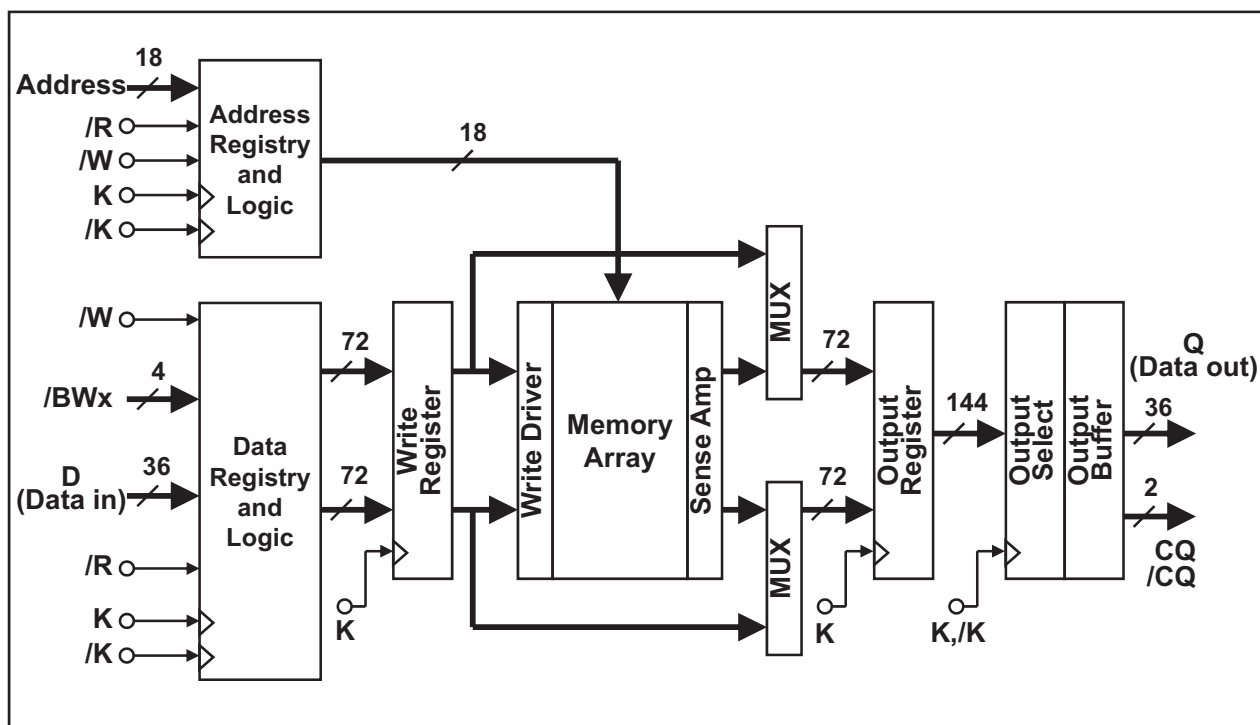 18
Address
/R
/W
K
/K
Address
Registry
and
Logic
18
/W
/BWx
4
D
(Data in)
36
/R
K
/K
Data
Registry
and
Logic
72
72
Write
Register
K
Write Driver
Memory
Array
Sense Amp
MUX
MUX
72
72
K
Output
Register
144
K,/K
Output
Select
Output
Buffer
Q
(Data out)
36
2
CQ
/CQ